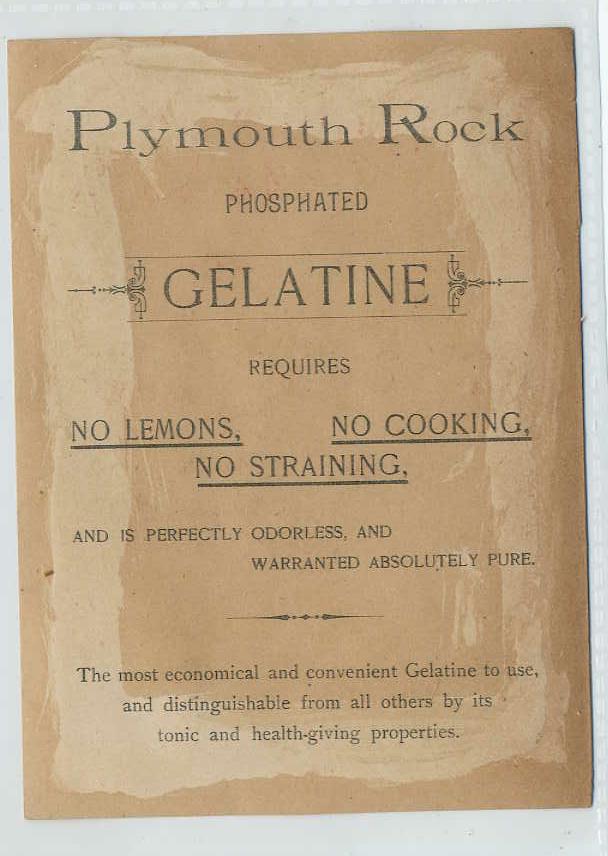 Plymouth Rock
PHOSPHATED
GELATINE
REQUIRES
NO LEMONS, NO COOKING,
NO STRAINING,
AND IS PERFECTLY ODORLESS, AND
WARRANTED ABSOLUTELY PURE.
The most economical and convenient Gelatine to use,
and distinguishable from all others by its
tonic and health-giving properties.